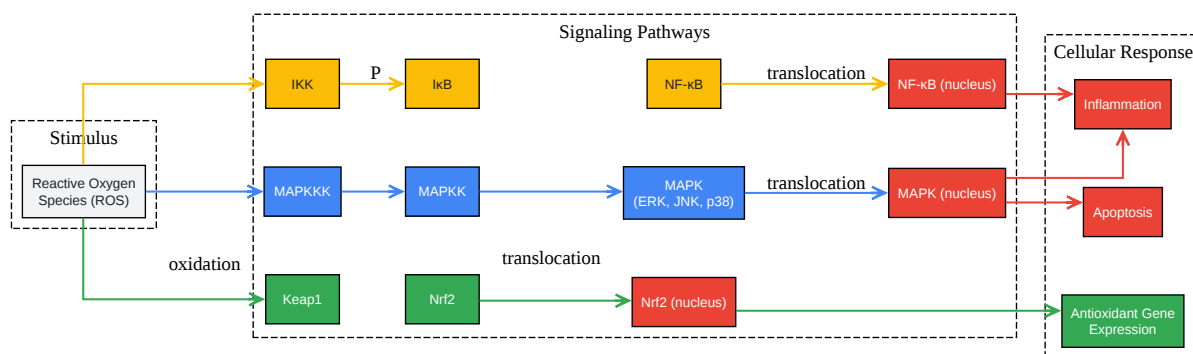 Signaling Pathways
Cellular Response
Stimulus
Reactive Oxygen
Species (ROS)
IKK
P
IκB
NF-κB
translocation
NF-κB (nucleus)
Inflammation
MAPKKK
MAPKK
MAPK
(ERK, JNK, p38)
translocation
MAPK (nucleus)
Apoptosis
oxidation
Keap1
Nrf2
translocation
Nrf2 (nucleus)
Antioxidant Gene
Expression